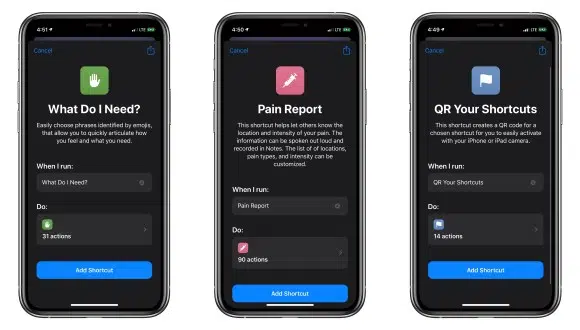 4:51
LTE
Cancel
What Do I Need?
Easily choose phrases identified by emojis,
that allow you to quickly articulate how
you feel and what you need.
When I run:
What Do I Need?
Do:
31 actions
Add Shortcut
4:50
LTE
Cancel
Pain Report
This shortcut helps let others know the
location and intensity of your pain. The
information can be spoken out loud and
recorded in Notes. The list of of locations,
pain types, and intensity can be
customized.
When I run:
Pain Report
Do:
90 actions
Add Shortcut
4:49
LTE
Cancel
QR Your Shortcuts
This shortcut creates a QR code for a
chosen shortcut for you to easily activate
with your iPhone or iPad camera.
When I run:
QR Your Shortcuts
Do:
14 actions
Add Shortcut